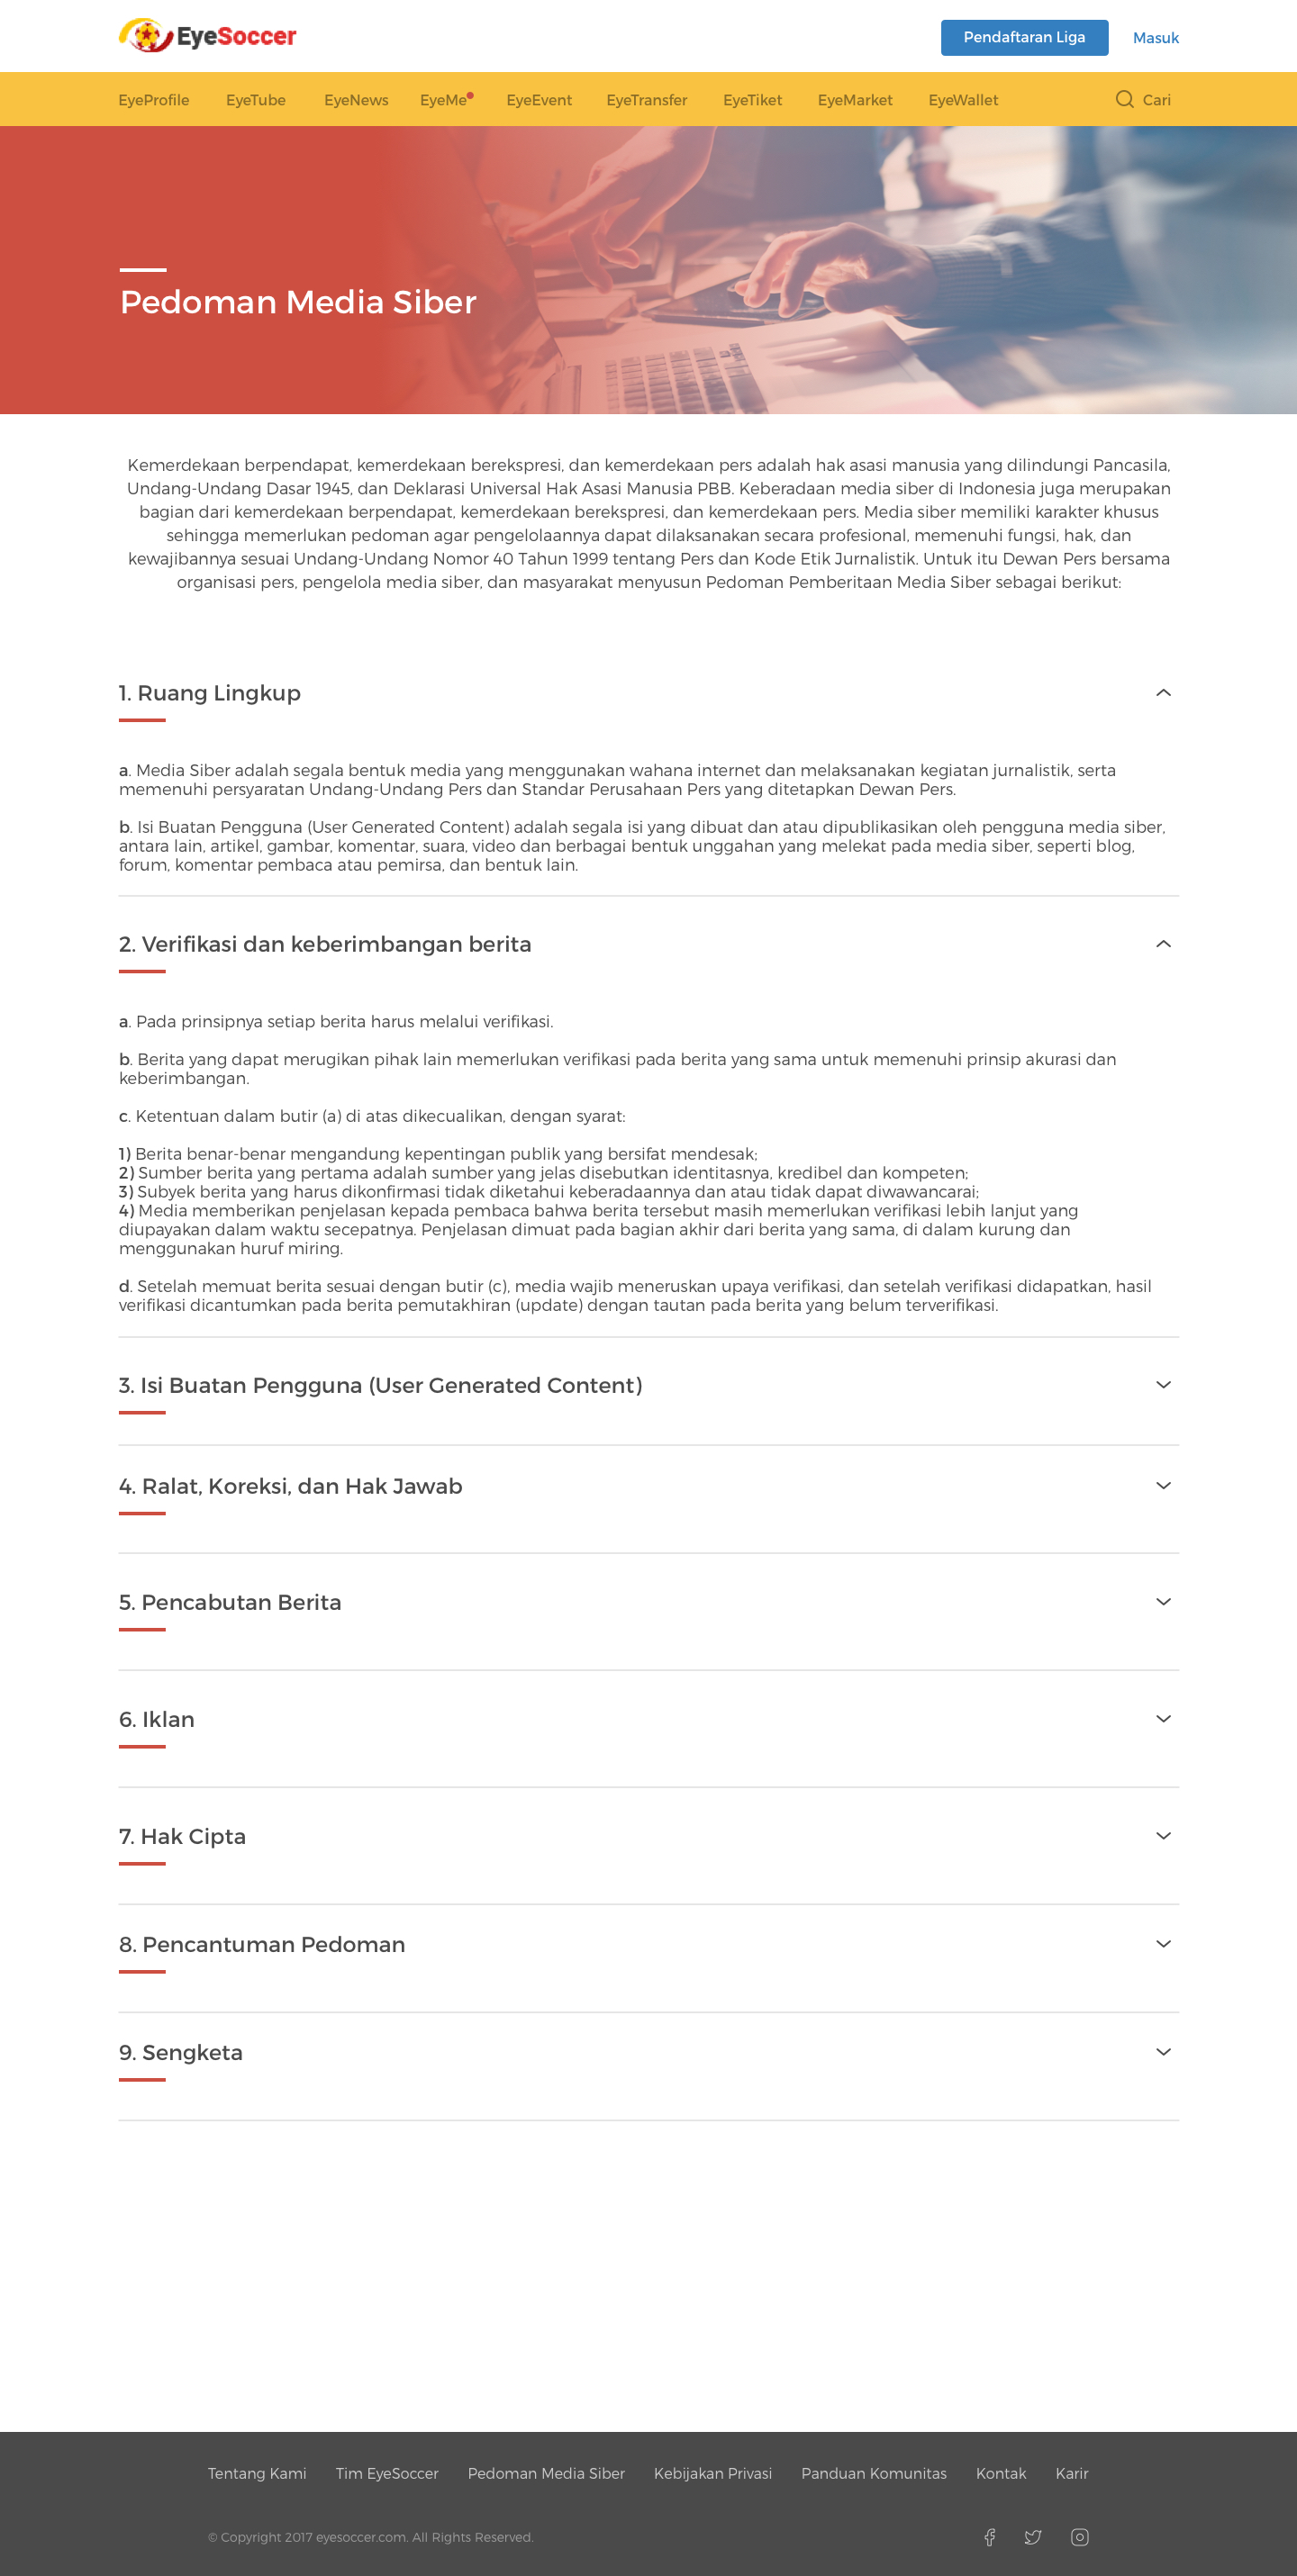 EyeSoccer
Pendaftaran Liga
Masuk
EyeProfile
EyeTube
EyeNews
EyeMe
EyeEvent
EyeTransfer
EyeTiket
EyeMarket
EyeWallet
Cari
Pedoman Media Siber
Kemerdekaan berpendapat, kemerdekaan berekspresi, dan kemerdekaan pers adalah hak asasi manusia yang dilindungi Pancasila,
Undang-Undang Dasar 1945, dan Deklarasi Universal Hak Asasi Manusia PBB. Keberadaan media siber di Indonesia juga merupakan
bagian dari kemerdekaan berpendapat, kemerdekaan berekspresi, dan kemerdekaan pers. Media siber memiliki karakter khusus
sehingga memerlukan pedoman agar pengelolaannya dapat dilaksanakan secara profesional, memenuhi fungsi, hak, dan
kewajibannya sesuai Undang-Undang Nomor 40 Tahun 1999 tentang Pers dan Kode Etik Jurnalistik. Untuk itu Dewan Pers bersama
organisasi pers, pengelola media siber, dan masyarakat menyusun Pedoman Pemberitaan Media Siber sebagai berikut:
1. Ruang Lingkup
a. Media Siber adalah segala bentuk media yang menggunakan wahana internet dan melaksanakan kegiatan jurnalistik, serta
memenuhi persyaratan Undang-Undang Pers dan Standar Perusahaan Pers yang ditetapkan Dewan Pers.
b. Isi Buatan Pengguna (User Generated Content) adalah segala isi yang dibuat dan atau dipublikasikan oleh pengguna media siber,
antara lain, artikel, gambar, komentar, suara, video dan berbagai bentuk unggahan yang melekat pada media siber, seperti blog,
forum, komentar pembaca atau pemirsa, dan bentuk lain.
2. Verifikasi dan keberimbangan berita
a. Pada prinsipnya setiap berita harus melalui verifikasi.
b. Berita yang dapat merugikan pihak lain memerlukan verifikasi pada berita yang sama untuk memenuhi prinsip akurasi dan
keberimbangan.
c. Ketentuan dalam butir (a) di atas dikecualikan, dengan syarat:
1) Berita benar-benar mengandung kepentingan publik yang bersifat mendesak;
2) Sumber berita yang pertama adalah sumber yang jelas disebutkan identitasnya, kredibel dan kompeten;
3) Subyek berita yang harus dikonfirmasi tidak diketahui keberadaannya dan atau tidak dapat diwawancarai;
4) Media memberikan penjelasan kepada pembaca bahwa berita tersebut masih memerlukan verifikasi lebih lanjut yang
diupayakan dalam waktu secepatnya. Penjelasan dimuat pada bagian akhir dari berita yang sama, di dalam kurung dan
menggunakan huruf miring.
d. Setelah memuat berita sesuai dengan butir (c), media wajib meneruskan upaya verifikasi, dan setelah verifikasi didapatkan, hasil
verifikasi dicantumkan pada berita pemutakhiran (update) dengan tautan pada berita yang belum terverifikasi.
3. Isi Buatan Pengguna (User Generated Content)
4. Ralat, Koreksi, dan Hak Jawab
5. Pencabutan Berita
6. Iklan
7. Hak Cipta
8. Pencantuman Pedoman
9. Sengketa
Tentang Kami
Tim EyeSoccer
Pedoman Media Siber
Kebijakan Privasi
Panduan Komunitas
Kontak
Karir
© Copyright 2017 eyesoccer.com. All Rights Reserved.